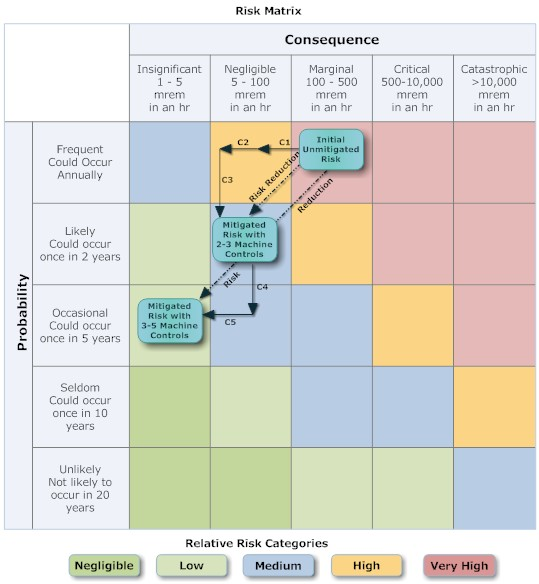 Risk Matrix
Consequence
Insignificant
1 - 5
mrem
in an hr
Negligible
5 - 100
mrem
in an hr
Marginal
100 - 500
mrem
in an hr
Critical
500-10,000
mrem
in an hr
Catastrophic
>10,000
mrem
in an hr
Probability
Frequent
Could Occur
Annually
C2
C1
Initial
Unmitigated
Risk
C3
Risk Reduction
Reduction
Likely
Could occur
once in 2 years
Mitigated
Risk with
2-3 Machine
Controls
Risk
C4
Occasional
Could occur
once in 5 years
Mitigated
Risk with
3-5 Machine
Controls
C5
Seldom
Could occur
once in 10
years
Unlikely
Not likely to
occur in 20
years
Relative Risk Categories
Negligible
Low
Medium
High
Very High